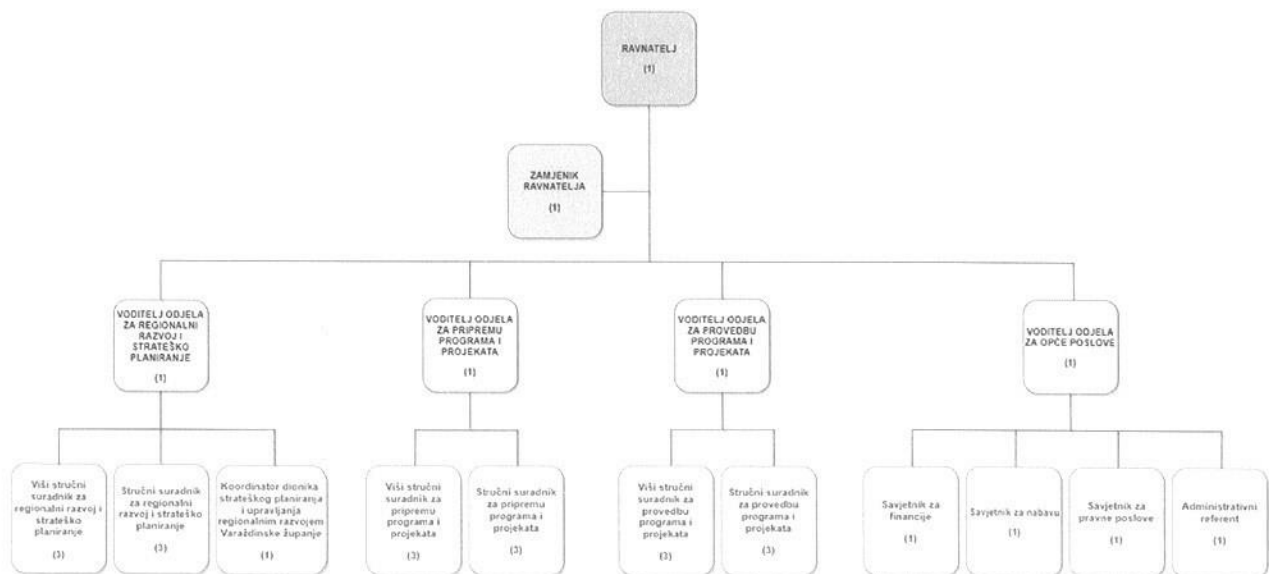 RAVNATELJ
(1)
ZAMJENIK
RAVNATELJA
(1)
VODITELJ ODJELA
ZA REGIONALNI
RAZVOJ I
STRATEŠKO
PLANIRANJE
(1)
VODITELJ ODJELA
ZA PRIPREMU
PROGRAMA I
PROJEKATA
(1)
VODITELJ ODJELA
ZA PROVEDBU
PROGRAMA I
PROJEKATA
(1)
VODITELJ ODJELA
ZA OPĆE POSLOVE
(1)
Viši stručni
suradnik za
regionalni razvoj i
strateško
planiranje
(3)
Stručni suradnik
za regionalni
razvoj i strateško
planiranje
(3)
Koordinator dionika
strateškog planiranja
i upravljanja
regionalnim razvojem
Varaždinske županje
(1)
Viši stručni
suradnik za
pripremu
programa i
projekata
(3)
Stručni suradnik
za pripremu
programa i
projekata
(3)
Viši stručni
suradnik za
provedbu
programa i
projekata
(3)
Stručni suradnik
za provedbu
programa i
projekata
(3)
Savjetnik za
financije
(1)
Savjetnik za nabavu
(1)
Savjetnik za
pravne poslove
(1)
Administrativni
referent
(1)